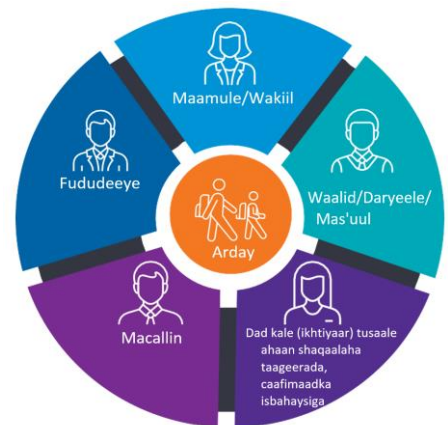 Maamule/Wakiil
Waalid/Daryeele/
Mas'uul
Dad kale (ikhtiyaar) tusaale
ahaan shaqaalaha
taageerada,
caafimaadka
isbahaysiga
Macallin
Fududeeye
Arday